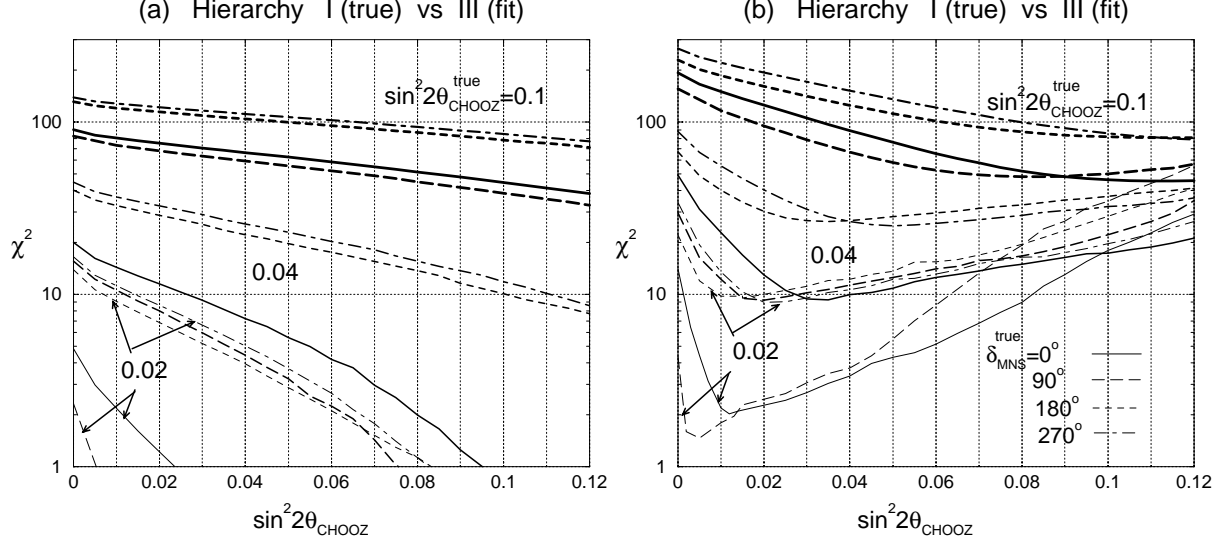 (a) Hierarchy I (true) vs III (fit)
χ²
100
10
1
sin²2θ_CHOOZ^true=0.1
0.04
0.02
0 0.02 0.04 0.06 0.08 0.1 0.12
sin²2θ_CHOOZ
(b) Hierarchy I (true) vs III (fit)
χ²
100
10
1
sin²2θ_CHOOZ^true=0.1
0.04
0.02
δ_MNS^true=0°
90°
180°
270°
0 0.02 0.04 0.06 0.08 0.1 0.12
sin²2θ_CHOOZ